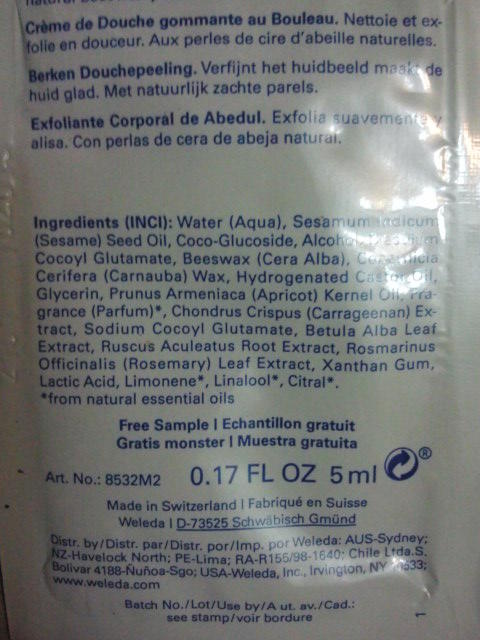 natural Beeswax
Crème de Douche gommante au Bouleau. Nettoie et ex-
folie en douceur. Aux perles de cire d'abeille naturelles.
Berken Douchepeeling. Verfijnt het huidbeeld maakt de
huid glad. Met natuurlijk zachte parels.
Exfoliante Corporal de Abedul. Exfolia suavemente y
alisa. Con perlas de cera de abeja natural.
Ingredients (INCI): Water (Aqua), Sesamum Indicum
(Sesame) Seed Oil, Coco-Glucoside, Alcohol,
Cocoyl Glutamate, Beeswax (Cera Alba), Copernicia
Cerifera (Carnauba) Wax, Hydrogenated Castor Oil,
Glycerin, Prunus Armeniaca (Apricot) Kernel Oil, Fra-
grance (Parfum)*, Chondrus Crispus (Carrageenan) Ex-
tract, Sodium Cocoyl Glutamate, Betula Alba Leaf
Extract, Ruscus Aculeatus Root Extract, Rosmarinus
Officinalis (Rosemary) Leaf Extract, Xanthan Gum,
Lactic Acid, Limonene*, Linalool*, Citral*.
*from natural essential oils
Free Sample | Echantillon gratuit
Gratis monster | Muestra gratuita
Art. No.: 8532M2 0.17 FL OZ 5 ml ®
Made in Switzerland | Fabriqué en Suisse
Weleda | D-73525 Schwäbisch Gmünd
Distr. by/Distr. par/Distr. por/Imp. por Weleda: AUS-Sydney;
NZ-Havelock North; PE-Lima; RA-R155/98-1640; Chile Ltda.S.
Bolivar 4188-Ñuñoa-Sgo; USA-Weleda, Inc., Irvington, NY
www.weleda.com
Batch No./Lot/Use by/A ut. av./Cad.:
see stamp/voir bordure